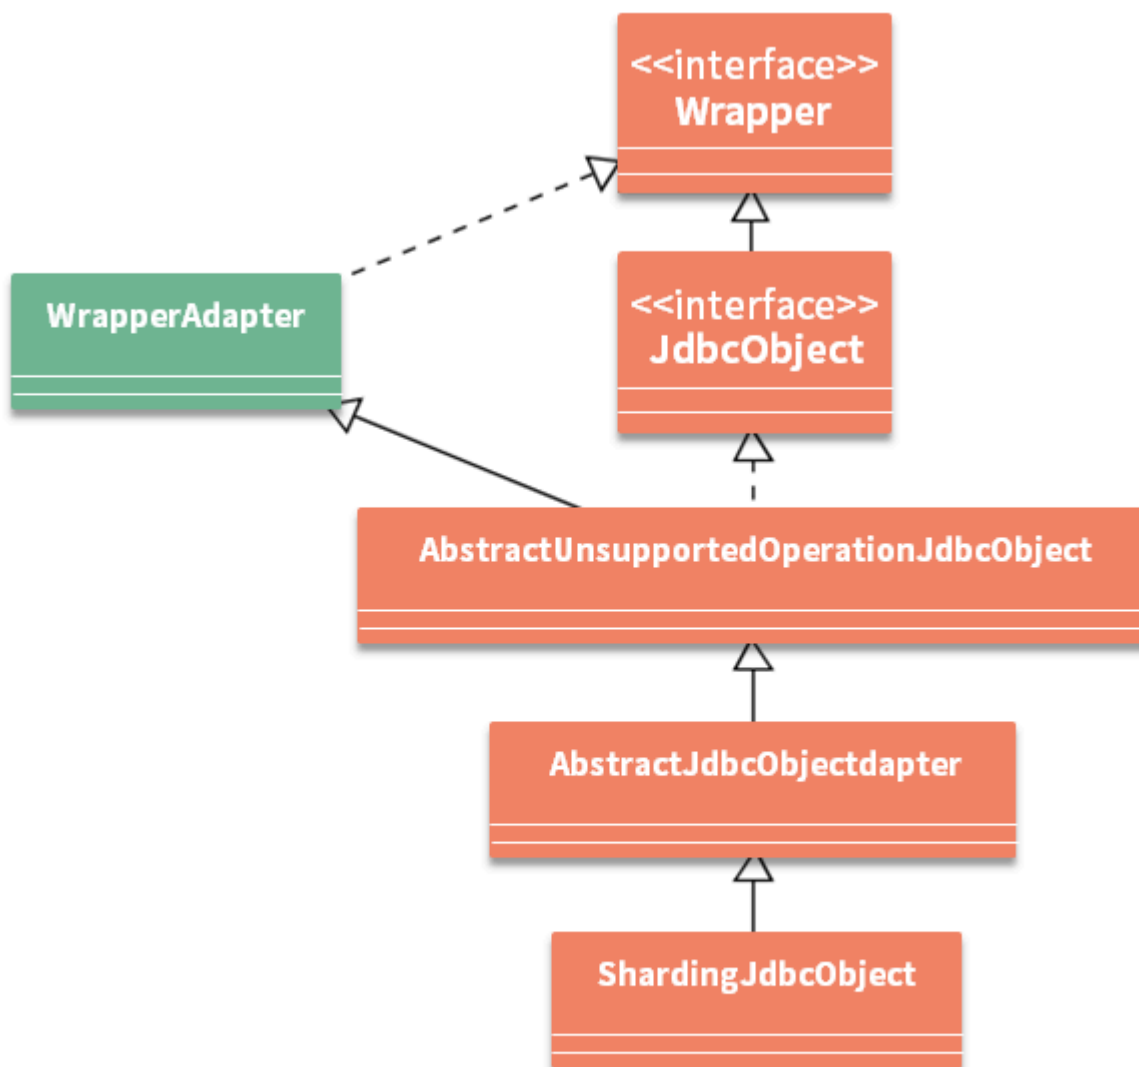 <<interface>>
Wrapper
WrapperAdapter
<<interface>>
JdbcObject
AbstractUnsupportedOperationJdbcObject
AbstractJdbcObjectdapter
ShardingJdbcObject